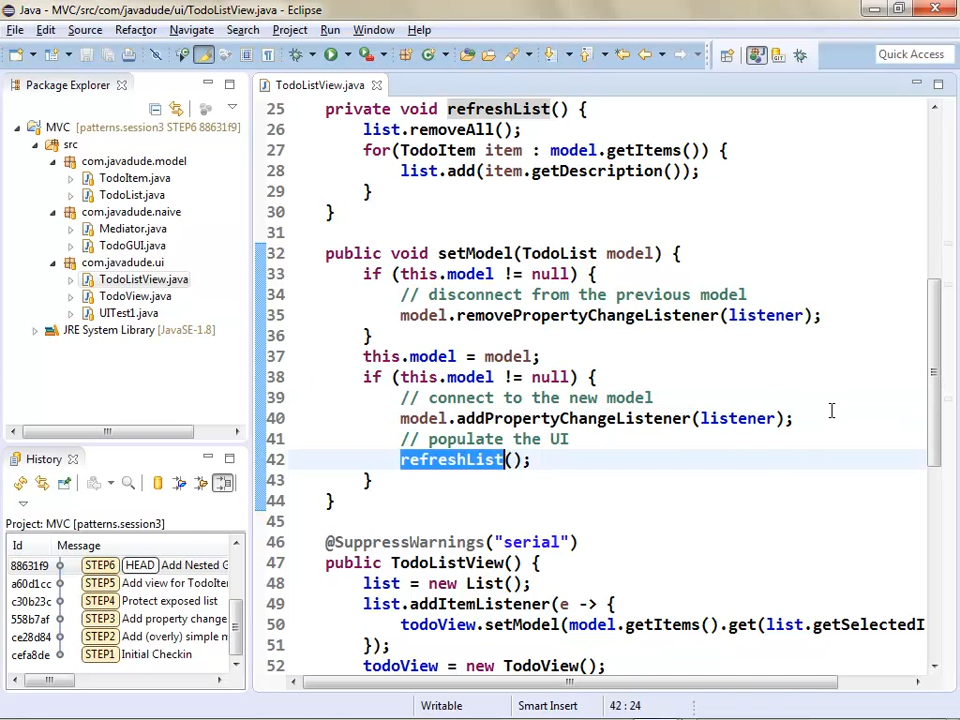 Java - MVC/src/com/javadude/ui/TodoListView.java - Eclipse
File Edit Source Refactor Navigate Search Project Run Window Help
Quick Access
Package Explorer
TodoListView.java
MVC [patterns.session3 STEP6 88631f9]
src
com.javadude.model
TodoItem.java
TodoList.java
com.javadude.naive
Mediator.java
TodoGUI.java
com.javadude.ui
TodoListView.java
TodoView.java
UITest1.java
JRE System Library [JavaSE-1.8]
History
Project: MVC [patterns.session3]
Id Message
88631f9 STEP6 HEAD Add Nested G
a60d1cc STEP5 Add view for TodoIte
c30b23c STEP4 Protect exposed list
558b7af STEP3 Add property change
ce28d84 STEP2 Add (overly) simple m
cefa8de STEP1 Initial Checkin
25 private void refreshList() {
26 list.removeAll();
27 for(TodoItem item : model.getItems()) {
28 list.add(item.getDescription());
29 }
30 }
31
32 public void setModel(TodoList model) {
33 if (this.model != null) {
34 // disconnect from the previous model
35 model.removePropertyChangeListener(listener);
36 }
37 this.model = model;
38 if (this.model != null) {
39 // connect to the new model
40 model.addPropertyChangeListener(listener);
41 // populate the UI
42 refreshList();
43 }
44 }
45
46 @SuppressWarnings("serial")
47 public TodoListView() {
48 list = new List();
49 list.addItemListener(e -> {
50 todoView.setModel(model.getItems().get(list.getSelectedI
51 });
52 todoView = new TodoView();
Writable Smart Insert 42 : 24